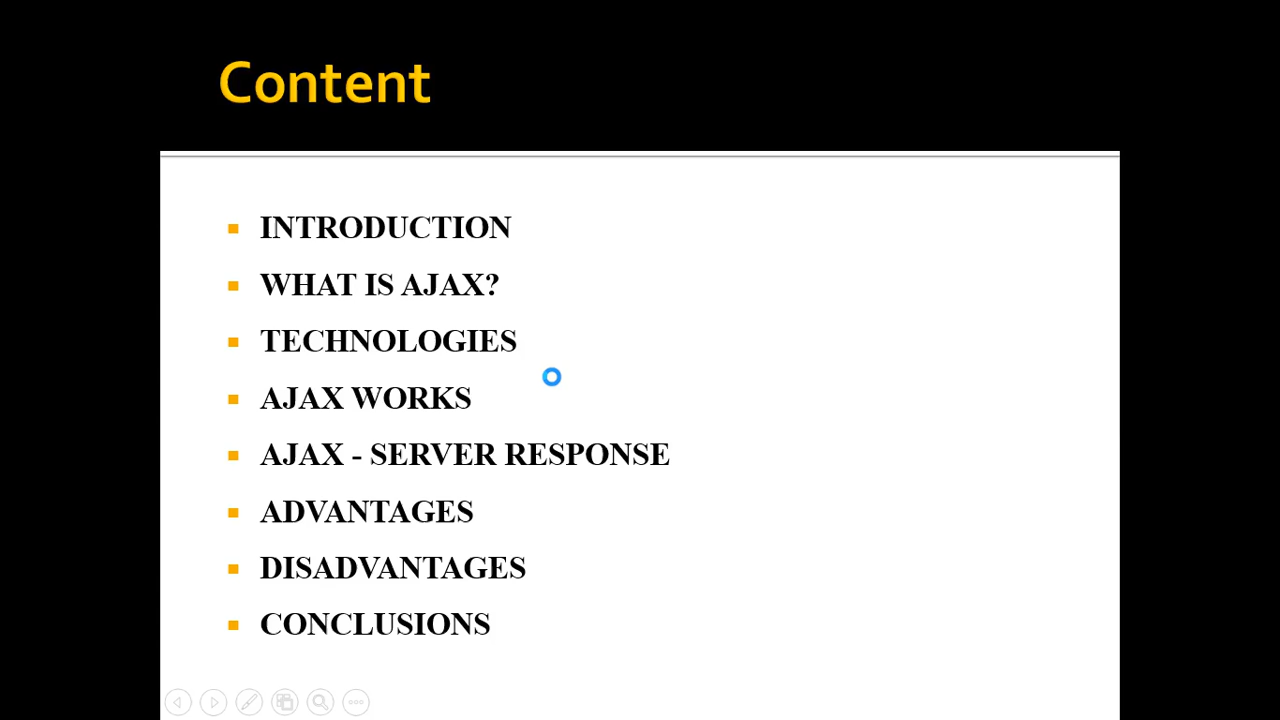 Content
INTRODUCTION
WHAT IS AJAX?
TECHNOLOGIES
AJAX WORKS
AJAX - SERVER RESPONSE
ADVANTAGES
DISADVANTAGES
CONCLUSIONS